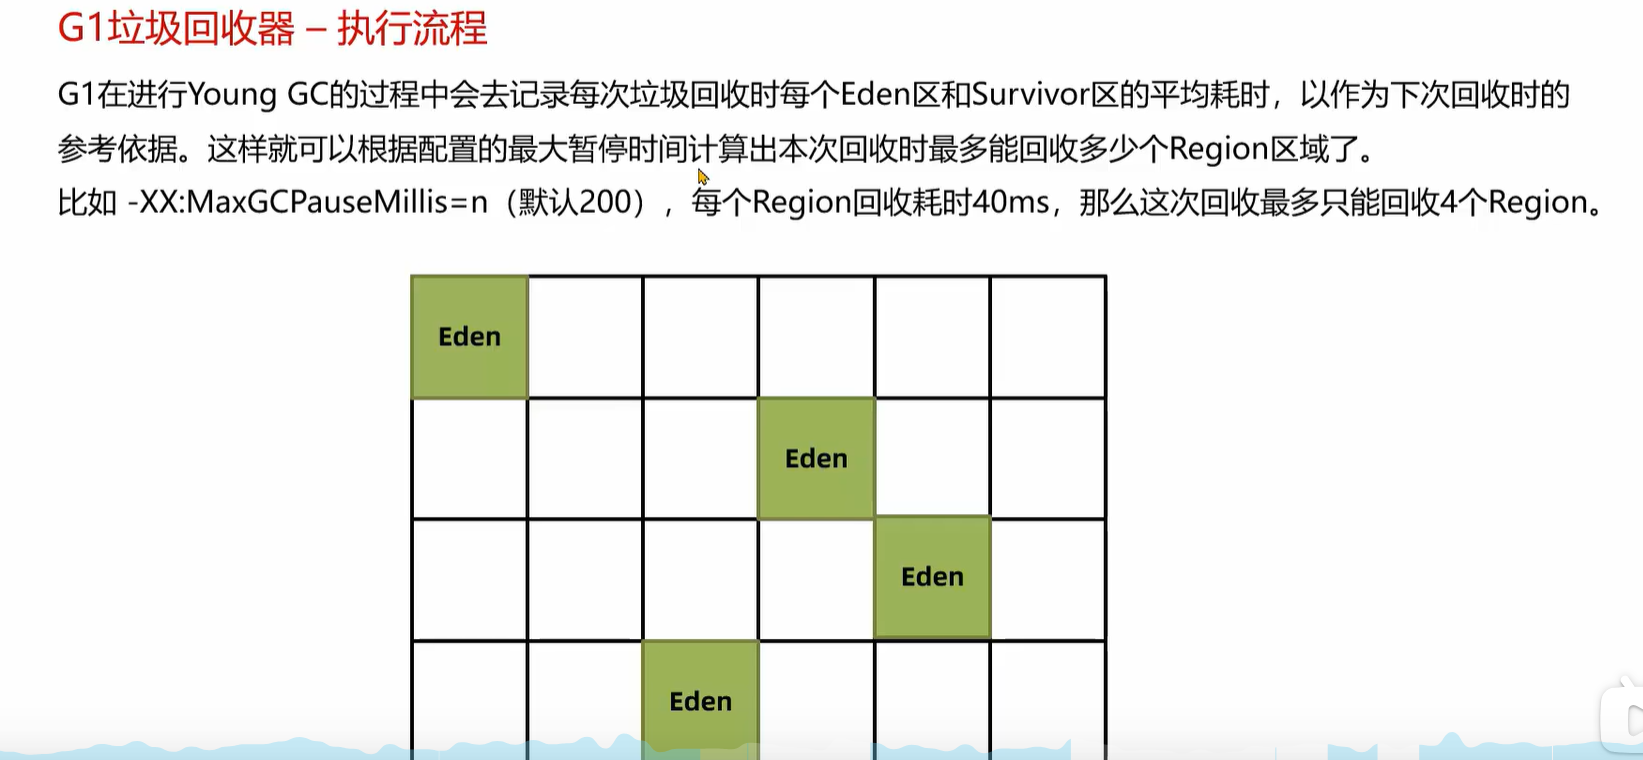 G1垃圾回收器 – 执行流程
G1在进行Young GC的过程中会去记录每次垃圾回收时每个Eden区和Survivor区的平均耗时，以作为下次回收时的
参考依据。这样就可以根据配置的最大暂停时间计算出本次回收时最多能回收多少个Region区域了。
比如 -XX:MaxGCPauseMillis=n（默认200），每个Region回收耗时40ms，那么这次回收最多只能回收4个Region。
Eden
Eden
Eden
Eden